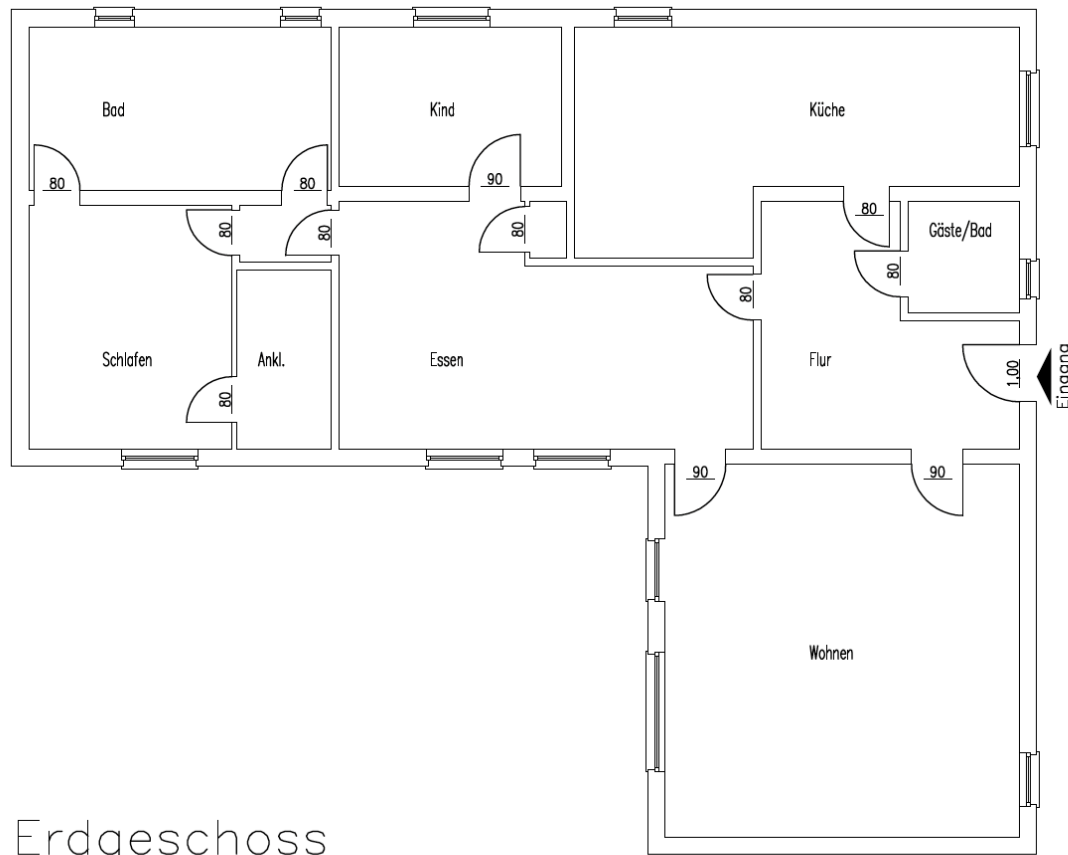 Bad
Kind
Küche
80
80
90
80
80
80
80
Gäste/Bad
80
80
Schlafen
Ankl.
Essen
Flur
80
1.00
Eingang
90
90
Wohnen
Erdgeschoss